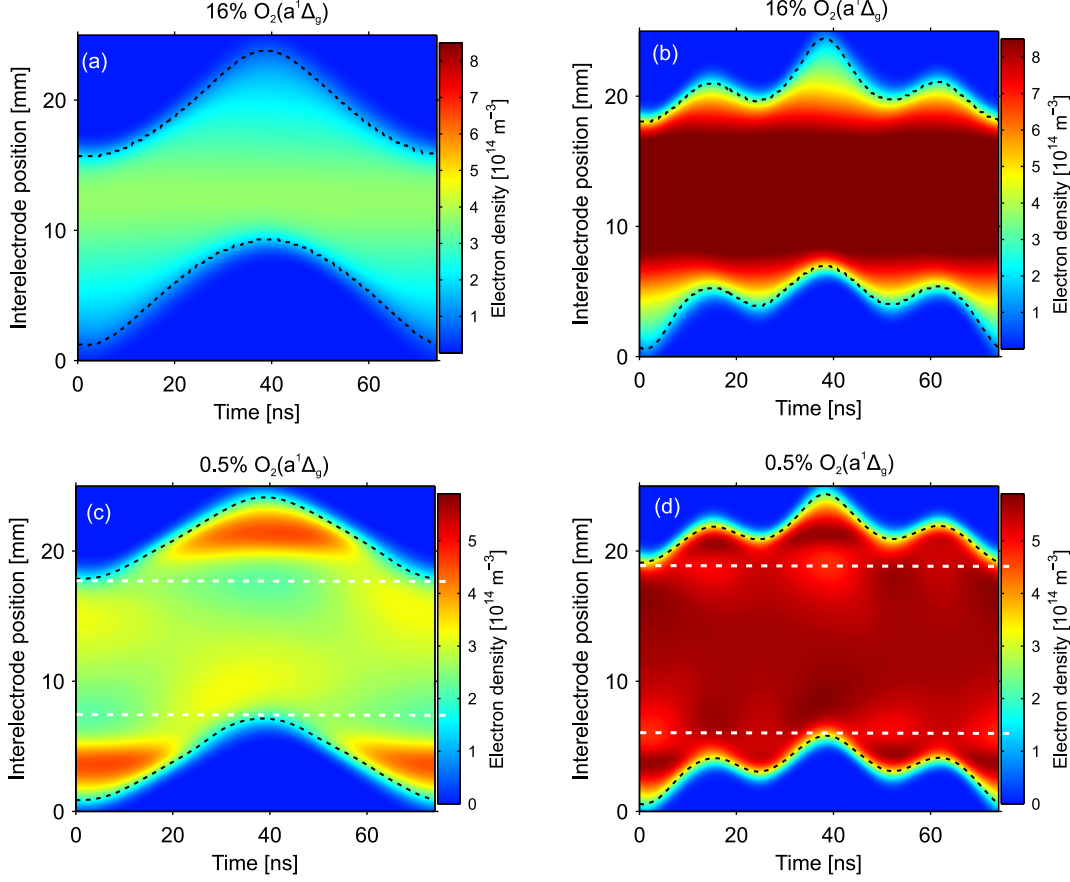 16% O₂(a¹Δg)
(a)
Interelectrode position [mm]
20
10
0
0 20 40 60
Time [ns]
8
7
6
5
4
3
2
1
Electron density [10¹⁴ m⁻³]
16% O₂(a¹Δg)
(b)
Interelectrode position [mm]
20
10
0
0 20 40 60
Time [ns]
8
7
6
5
4
3
2
1
Electron density [10¹⁴ m⁻³]
0.5% O₂(a¹Δg)
(c)
Interelectrode position [mm]
20
10
0
0 20 40 60
Time [ns]
5
4
3
2
1
0
Electron density [10¹⁴ m⁻³]
0.5% O₂(a¹Δg)
(d)
Interelectrode position [mm]
20
10
0
0 20 40 60
Time [ns]
5
4
3
2
1
0
Electron density [10¹⁴ m⁻³]